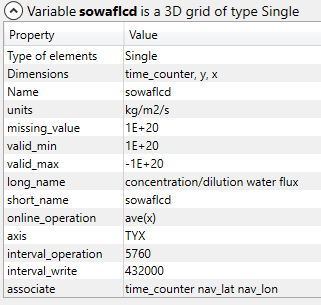 Variable sowaflcd is a 3D grid of type Single
Property Value
Type of elements Single
Dimensions time_counter, y, x
Name sowaflcd
units kg/m2/s
missing_value 1E+20
valid_min 1E+20
valid_max -1E+20
long_name concentration/dilution water flux
short_name sowaflcd
online_operation ave(x)
axis TYX
interval_operation 5760
interval_write 432000
associate time_counter nav_lat nav_lon